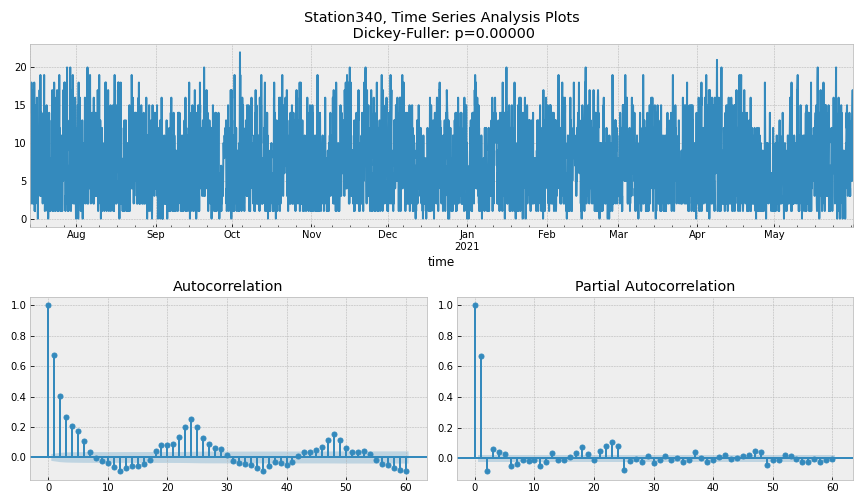 Station340, Time Series Analysis Plots
Dickey-Fuller: p=0.00000
20
15
10
5
0
Aug Sep Oct Nov Dec Jan Feb Mar Apr May
2021
time
Autocorrelation
1.0
0.8
0.6
0.4
0.2
0.0
0 10 20 30 40 50 60
Partial Autocorrelation
1.0
0.8
0.6
0.4
0.2
0.0
0 10 20 30 40 50 60